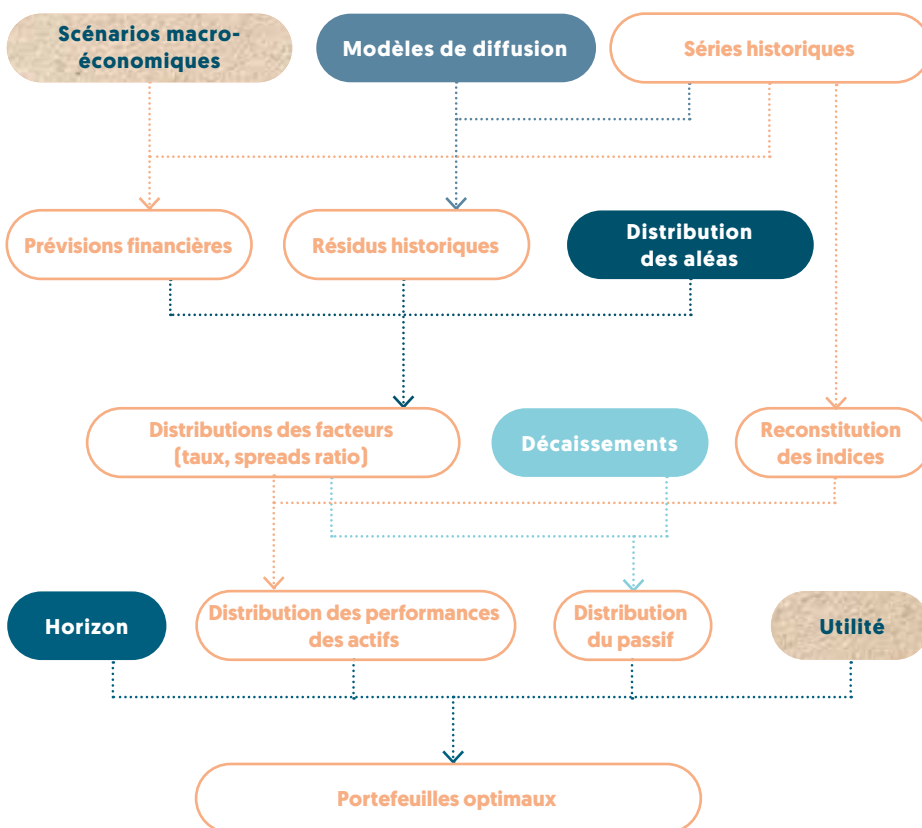 Scénarios macro-
économiques
Modèles de diffusion
Séries historiques
Prévisions financières
Résidus historiques
Distribution
des aléas
Distributions des facteurs
(taux, spreads ratio)
Décaissements
Reconstitution
des indices
Horizon
Distribution des performances
des actifs
Distribution
du passif
Utilité
Portefeuilles optimaux